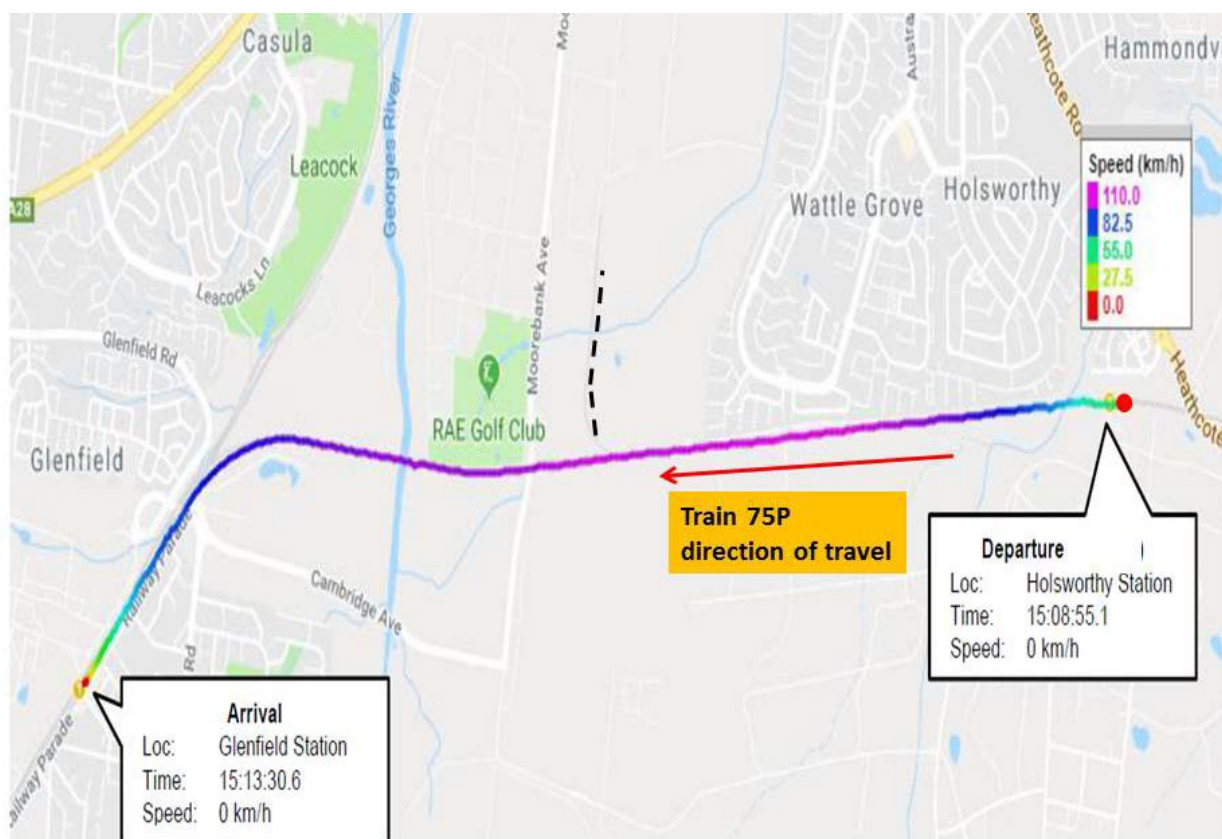 Casula
Leacock
A28
Leacocks Ln
Glenfield Rd
Glenfield
Railway Parade
Railway Parade
Rd
Cambridge Ave
Georges River
RAE Golf Club
Moorebank Ave
Wattle Grove
Holsworthy
Heathcote Rd
Hammondv
Heathcote
Speed (km/h)
110.0
82.5
55.0
27.5
0.0
Train 75P
direction of travel
Departure
Loc: Holsworthy Station
Time: 15:08:55.1
Speed: 0 km/h
Arrival
Loc: Glenfield Station
Time: 15:13:30.6
Speed: 0 km/h